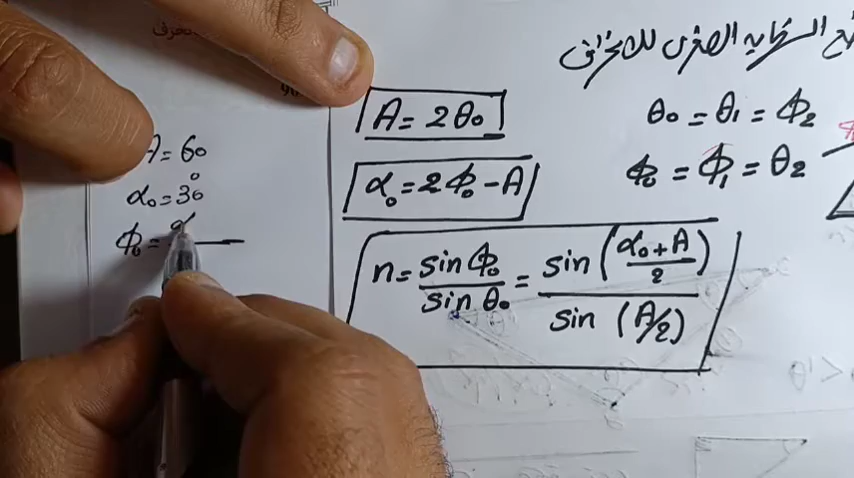 النهاية الصغرى للانحراف
θ₀ = θ₁ = ϕ₂
ϕ₀ = ϕ₁ = θ₂
A = 2θ₀
α₀ = 2ϕ₀ - A
n = sin ϕ₀ / sin θ₀ = sin (α₀ + A / 2) / sin (A/2)
A = 60
α₀ = 30°
ϕ₀ = α
θ' >